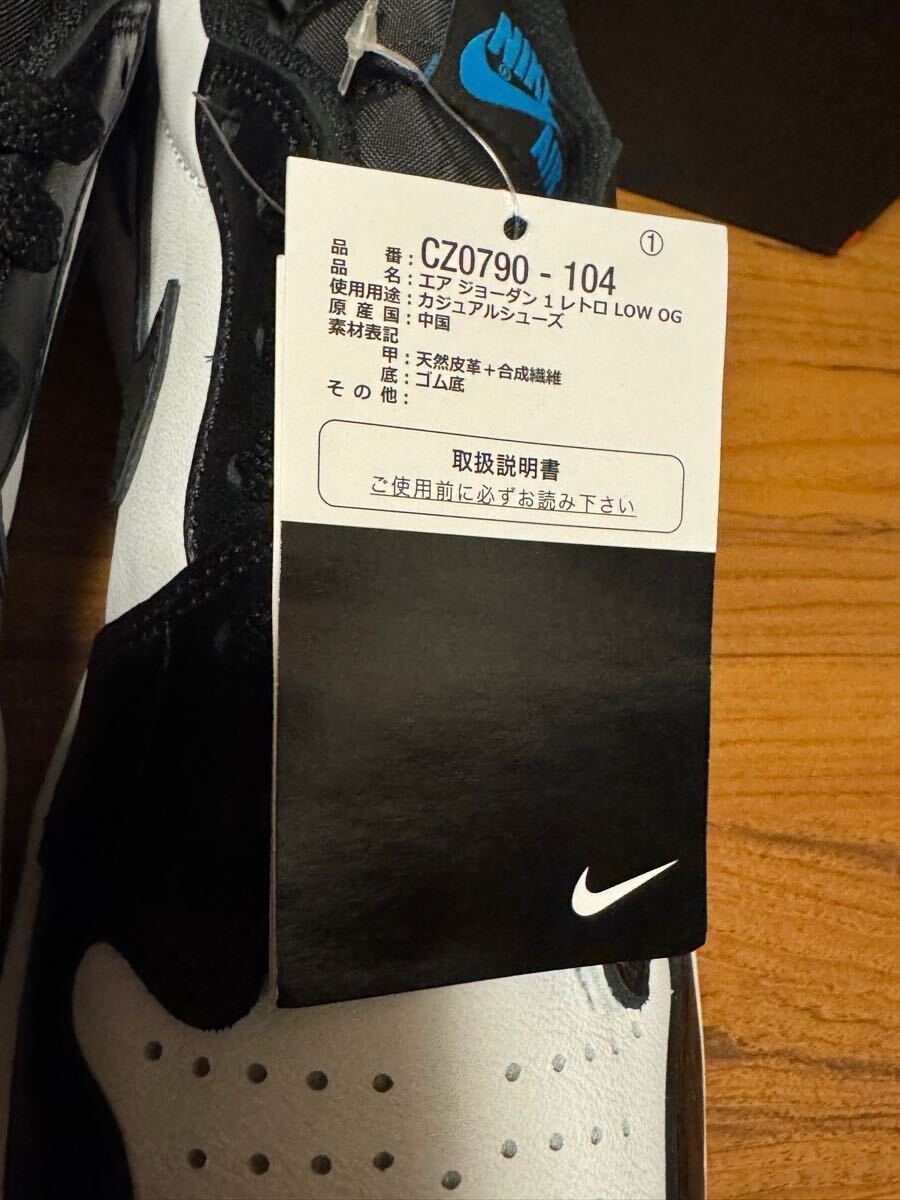 NIKE
①
品番：CZ0790 - 104
品名：エア ジョーダン 1 レトロ LOW OG
使用用途：カジュアルシューズ
原産国：中国
素材表記
甲：天然皮革＋合成繊維
底：ゴム底
その他：
取扱説明書
ご使用前に必ずお読み下さい